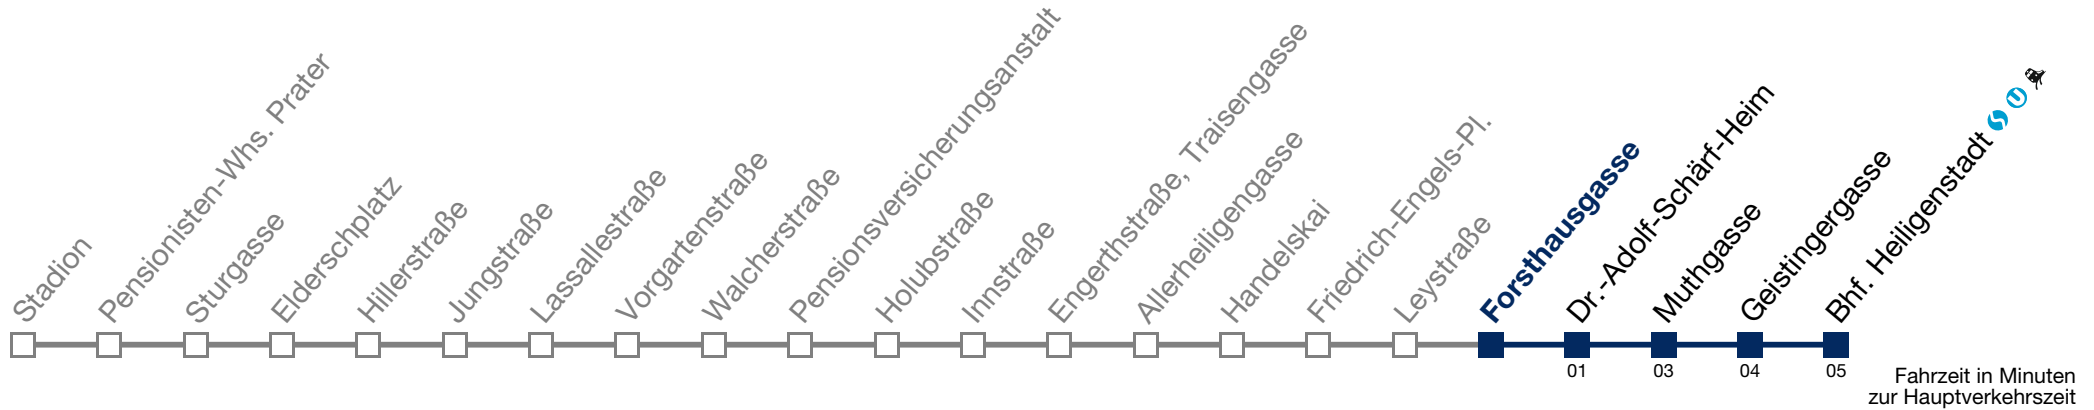 Stadion
Pensionisten-Whs. Prater
Sturgasse
Elderschplatz
Hillerstraße
Jungstraße
Lassallestraße
Vorgartenstraße
Walcherstraße
Pensionsversicherungsanstalt
Holubstraße
Innstraße
Engerthstraße, Traisengasse
Allerheiligengasse
Handelskai
Friedrich-Engels-Pl.
Leystraße
Forsthausgasse
Dr.-Adolf-Schärf-Heim
Muthgasse
Geistingergasse
Bhf. Heiligenstadt S U
01 03 04 05
Fahrzeit in Minuten
zur Hauptverkehrszeit